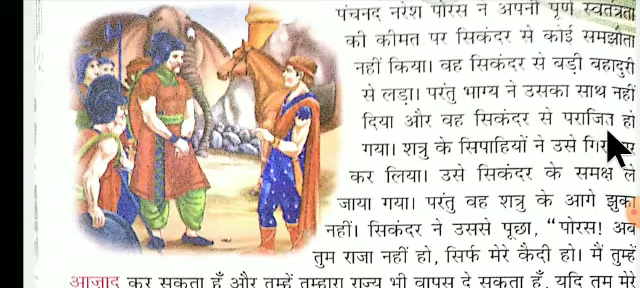 पंचनद नरेश पोरस ने अपनी पूर्ण स्वतंत्रता
की कीमत पर सिकंदर से कोई समझौता
नहीं किया। वह सिकंदर से बड़ी बहादुरी
से लड़ा। परंतु भाग्य ने उसका साथ नहीं
दिया और वह सिकंदर से पराजित हो
गया। शत्रु के सिपाहियों ने उसे
कर लिया। उसे सिकंदर के समक्ष ले
जाया गया। परंतु वह शत्रु के आगे झुका
नहीं। सिकंदर ने उससे पूछा, “पोरस! अब
तुम राजा नहीं हो, सिर्फ मेरे कैदी हो। मैं तुम्हें
आज़ाद कर सकता हूँ और तुम्हें तुम्हारा राज्य भी वापस दे सकता हूँ, यदि तुम मेरे